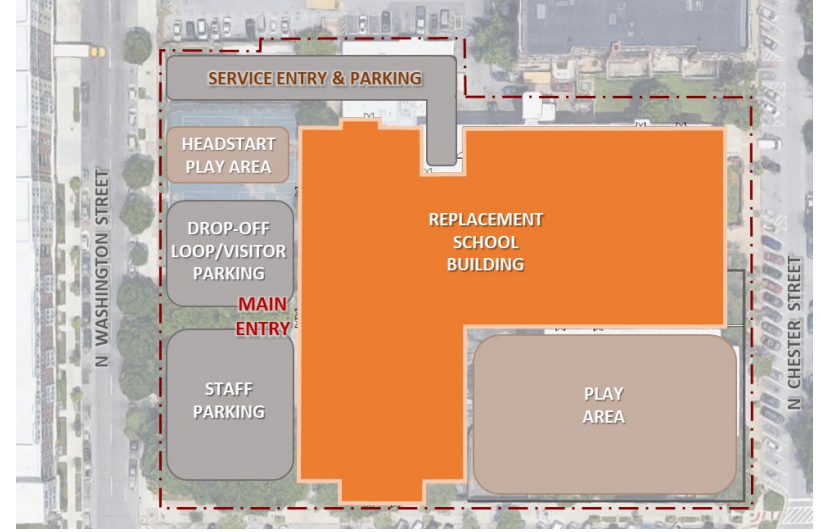 SERVICE ENTRY & PARKING
HEADSTART
PLAY AREA
DROP-OFF
LOOP/VISITOR
PARKING
MAIN
ENTRY
STAFF
PARKING
REPLACEMENT
SCHOOL
BUILDING
PLAY
AREA
N WASHINGTON STREET
N CHESTER STREET